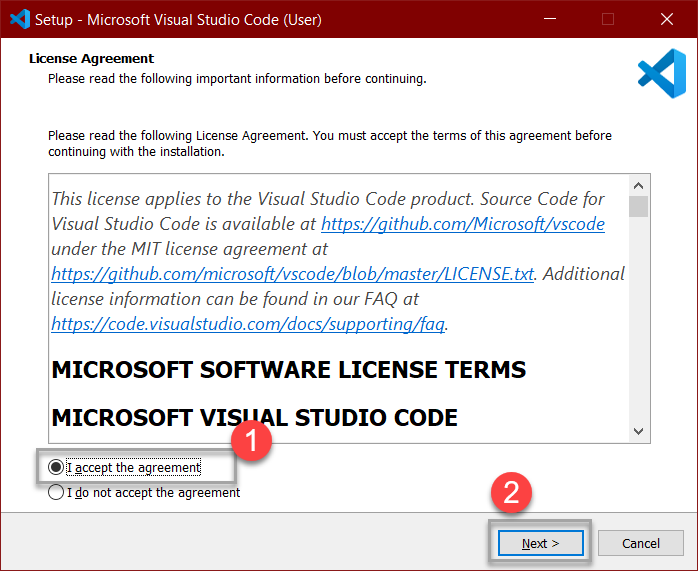 Setup - Microsoft Visual Studio Code (User)
License Agreement
Please read the following important information before continuing.
Please read the following License Agreement. You must accept the terms of this agreement before
continuing with the installation.
This license applies to the Visual Studio Code product. Source Code for
Visual Studio Code is available at https://github.com/Microsoft/vscode
under the MIT license agreement at
https://github.com/microsoft/vscode/blob/master/LICENSE.txt. Additional
license information can be found in our FAQ at
https://code.visualstudio.com/docs/supporting/faq.
MICROSOFT SOFTWARE LICENSE TERMS
MICROSOFT VISUAL STUDIO CODE
1
I accept the agreement
I do not accept the agreement
2
Next >
Cancel